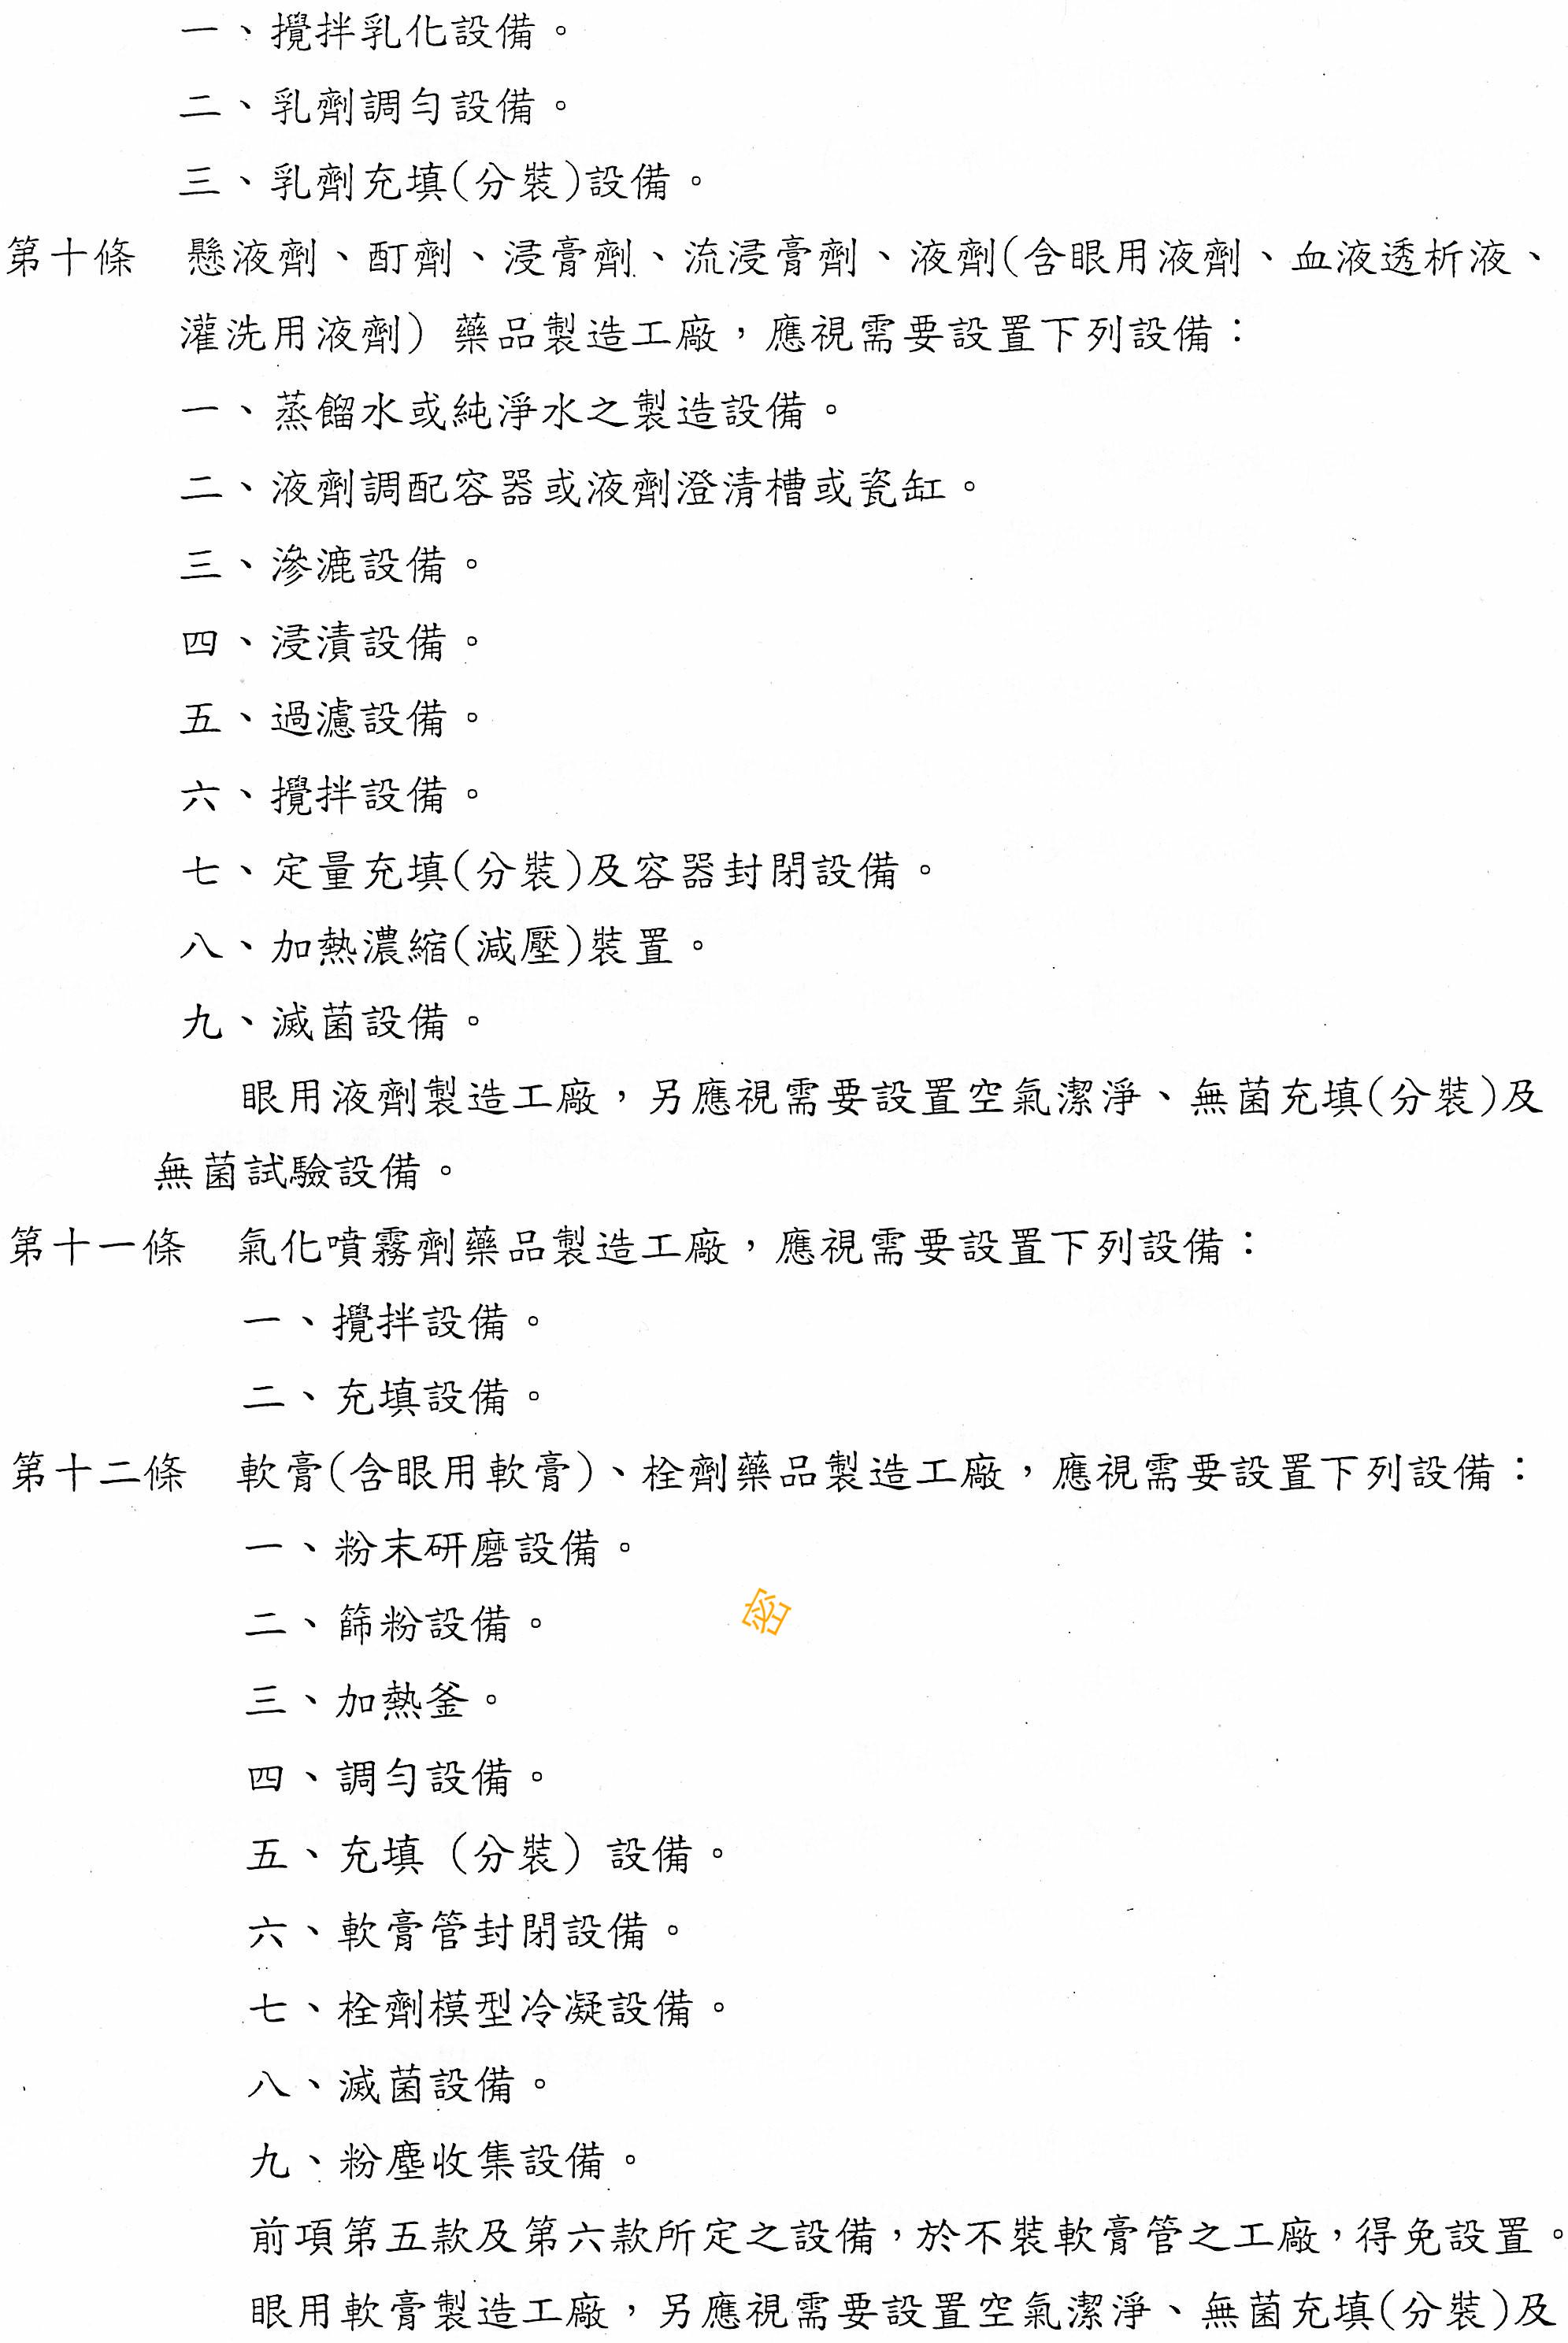 一、攪拌乳化設備。
二、乳劑調勻設備。
三、乳劑充填(分裝)設備。
第十條 懸液劑、酊劑、浸膏劑、流浸膏劑、液劑(含眼用液劑、血液透析液、
灌洗用液劑) 藥品製造工廠,應視需要設置下列設備:
一、蒸餾水或純淨水之製造設備。
二、液劑調配容器或液劑澄清槽或瓷缸。
三、滲漉設備。
四、浸漬設備。
五、過濾設備。
六、攪拌設備。
七、定量充填(分裝)及容器封閉設備。
八、加熱濃縮(減壓)裝置。
九、滅菌設備。
眼用液劑製造工廠,另應視需要設置空氣潔淨、無菌充填(分裝)及
無菌試驗設備。
第十一條 氣化噴霧劑藥品製造工廠,應視需要設置下列設備:
一、攪拌設備。
二、充填設備。
第十二條 軟膏(含眼用軟膏)、栓劑藥品製造工廠,應視需要設置下列設備:
一、粉末研磨設備。
二、篩粉設備。
三、加熱釜。
四、調勻設備。
五、充填(分裝)設備。
六、軟膏管封閉設備。
七、栓劑模型冷凝設備。
八、滅菌設備。
九、粉塵收集設備。
前項第五款及第六款所定之設備,於不裝軟膏管之工廠,得免設置。
眼用軟膏製造工廠,另應視需要設置空氣潔淨、無菌充填(分裝)及